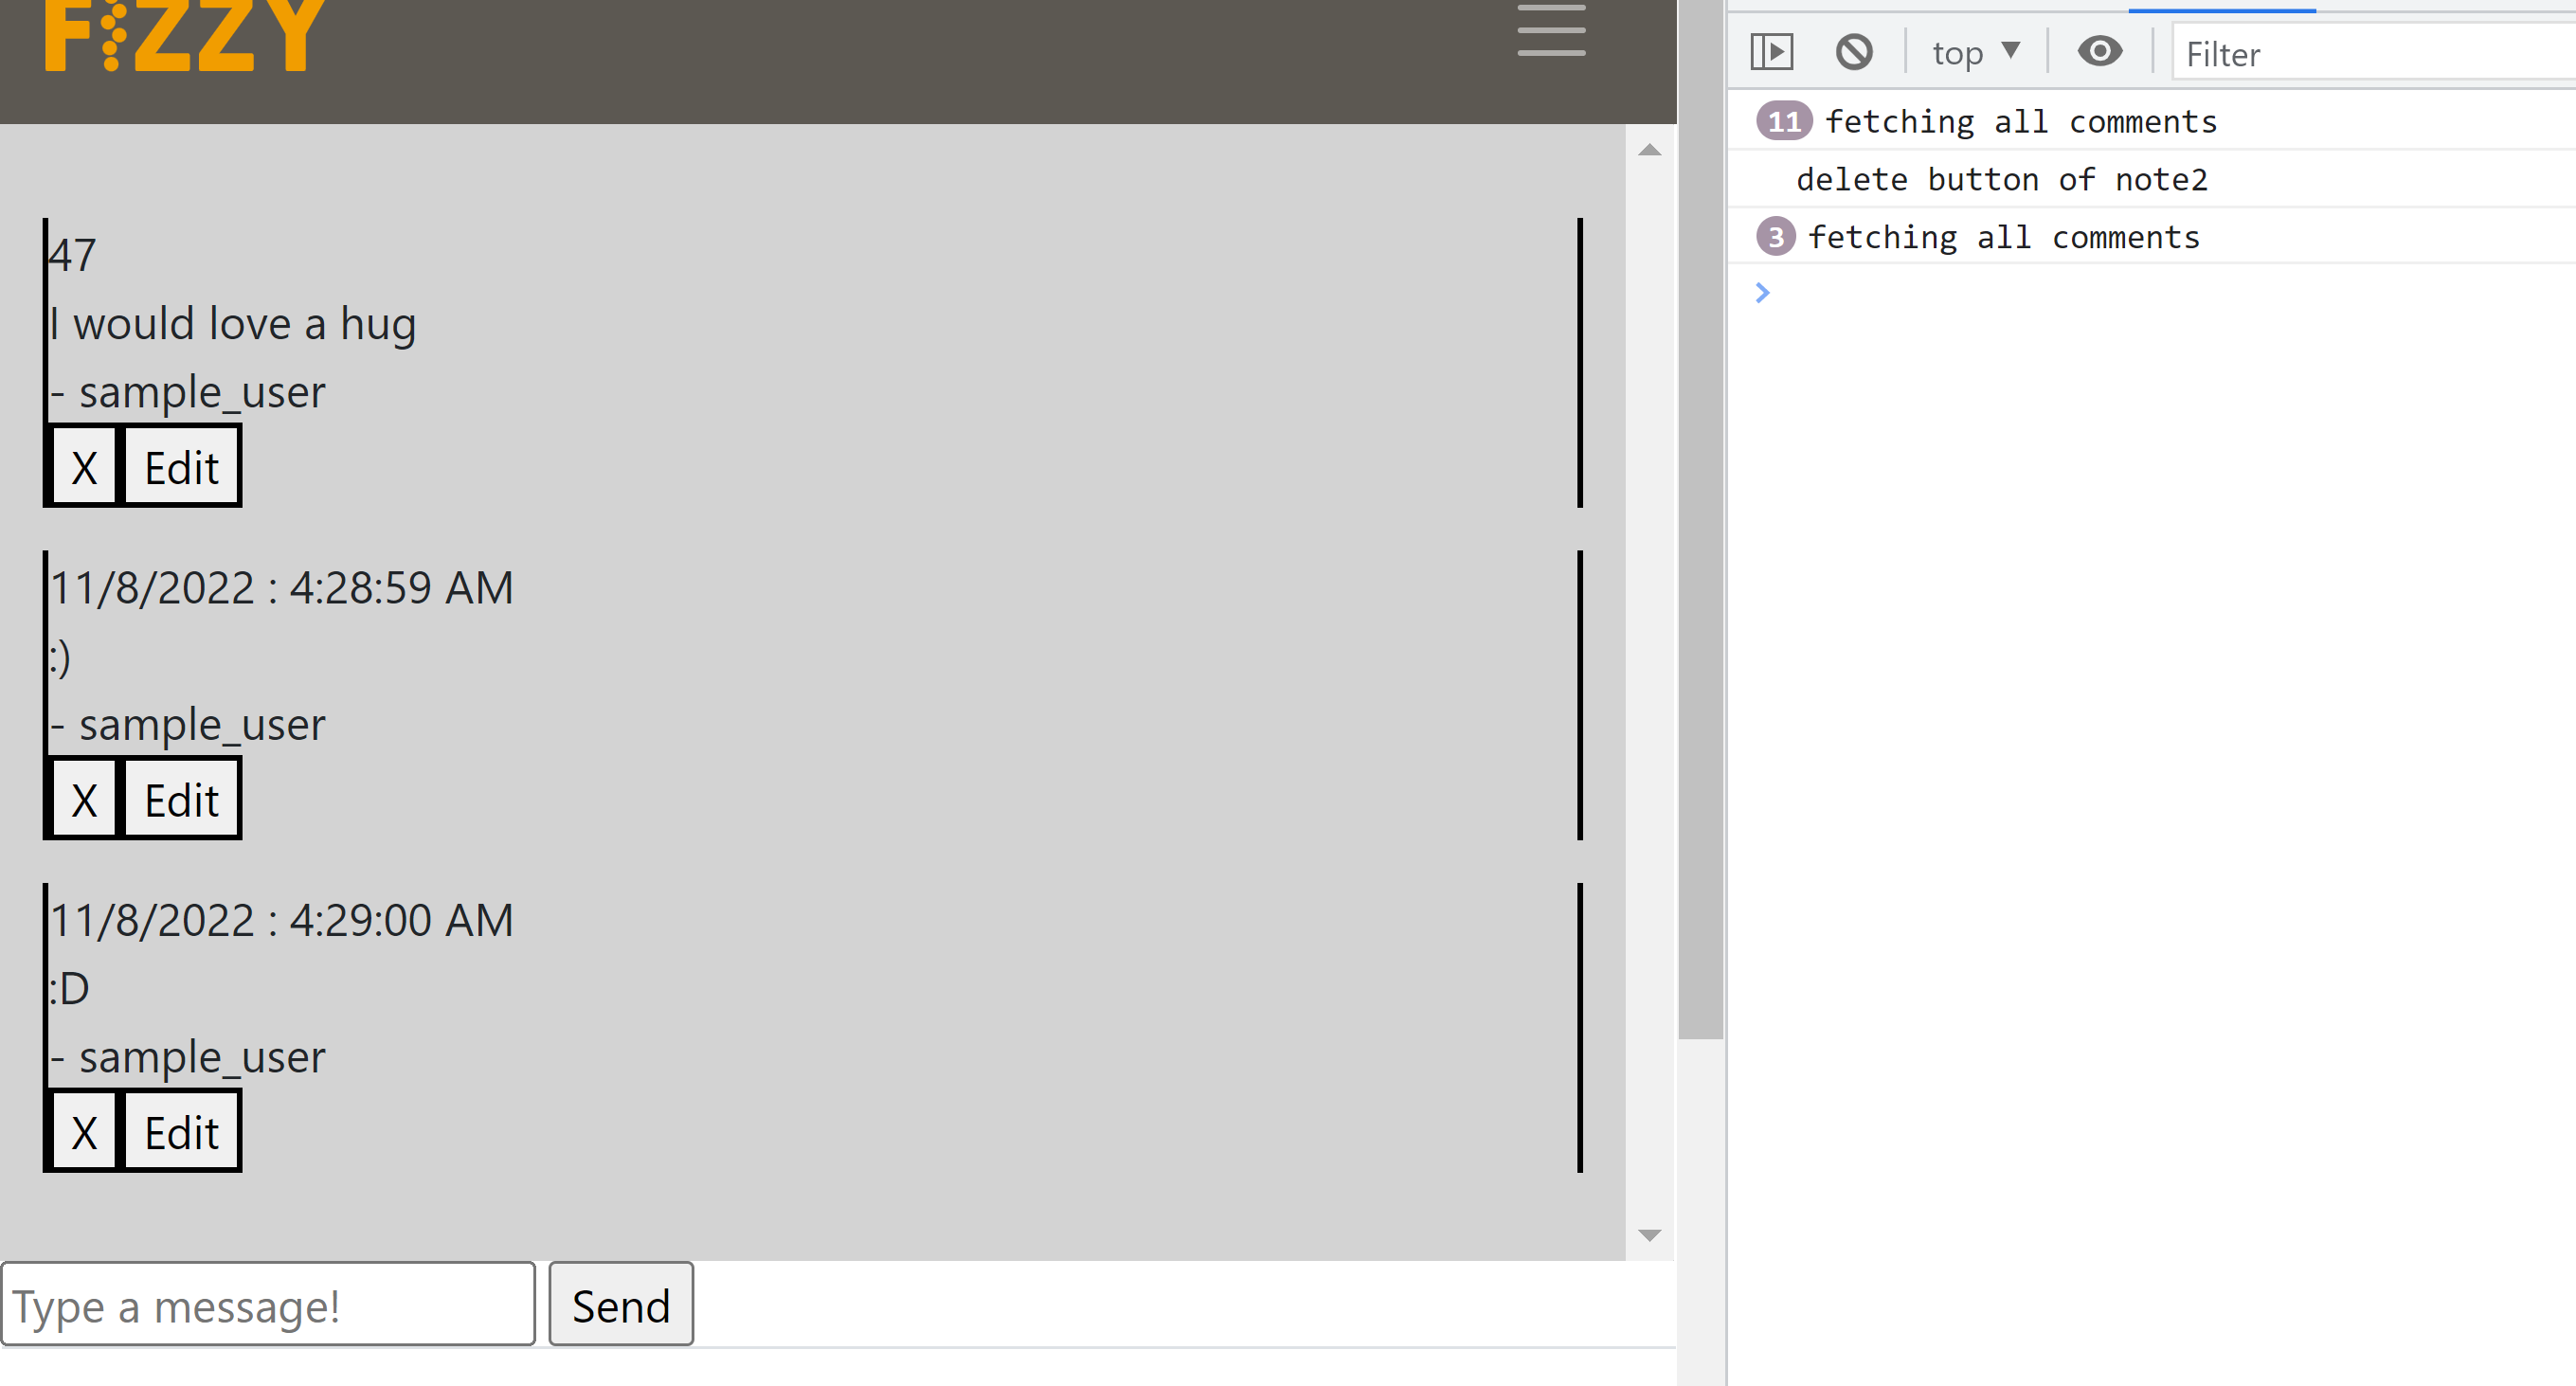 FIZZY
47
I would love a hug
- sample_user
X Edit
11/8/2022 : 4:28:59 AM
:)
- sample_user
X Edit
11/8/2022 : 4:29:00 AM
:D
- sample_user
X Edit
Type a message! Send
top Filter
11 fetching all comments
delete button of note2
3 fetching all comments